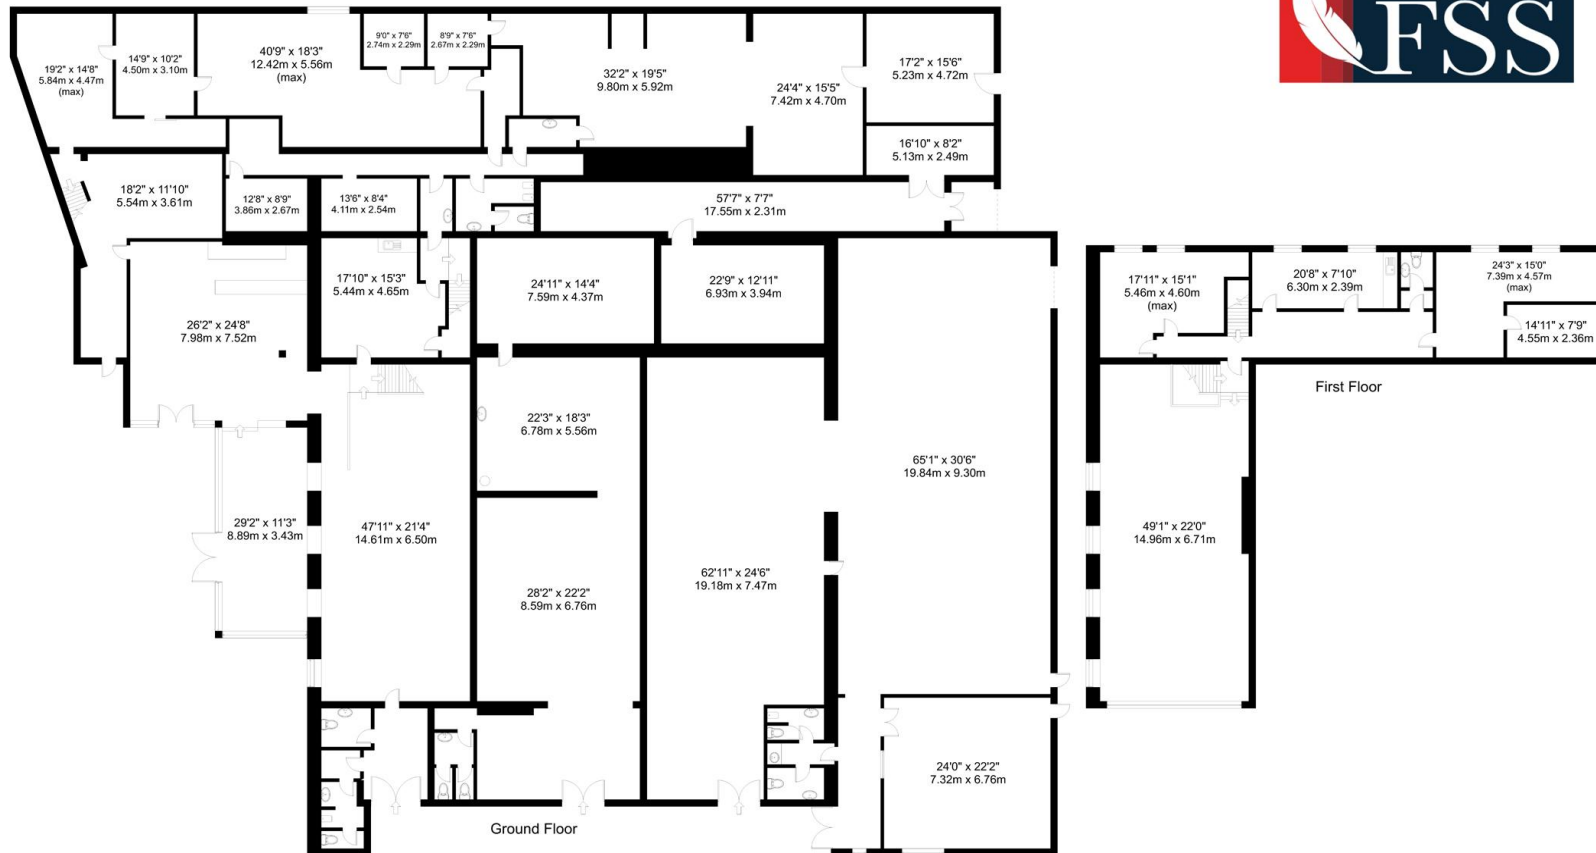 FSS
19'2" x 14'8"
5.84m x 4.47m
(max)
14'9" x 10'2"
4.50m x 3.10m
40'9" x 18'3"
12.42m x 5.56m
(max)
9'0" x 7'6"
2.74m x 2.29m
8'9" x 7'6"
2.67m x 2.29m
32'2" x 19'5"
9.80m x 5.92m
24'4" x 15'5"
7.42m x 4.70m
17'2" x 15'6"
5.23m x 4.72m
16'10" x 8'2"
5.13m x 2.49m
18'2" x 11'10"
5.54m x 3.61m
12'8" x 8'9"
3.86m x 2.67m
13'6" x 8'4"
4.11m x 2.54m
57'7" x 7'7"
17.55m x 2.31m
17'10" x 15'3"
5.44m x 4.65m
24'11" x 14'4"
7.59m x 4.37m
22'9" x 12'11"
6.93m x 3.94m
26'2" x 24'8"
7.98m x 7.52m
22'3" x 18'3"
6.78m x 5.56m
65'1" x 30'6"
19.84m x 9.30m
29'2" x 11'3"
8.89m x 3.43m
47'11" x 21'4"
14.61m x 6.50m
28'2" x 22'2"
8.59m x 6.76m
62'11" x 24'6"
19.18m x 7.47m
24'0" x 22'2"
7.32m x 6.76m
Ground Floor
17'11" x 15'1"
5.46m x 4.60m
(max)
20'8" x 7'10"
6.30m x 2.39m
24'3" x 15'0"
7.39m x 4.57m
(max)
14'11" x 7'9"
4.55m x 2.36m
First Floor
49'1" x 22'0"
14.96m x 6.71m